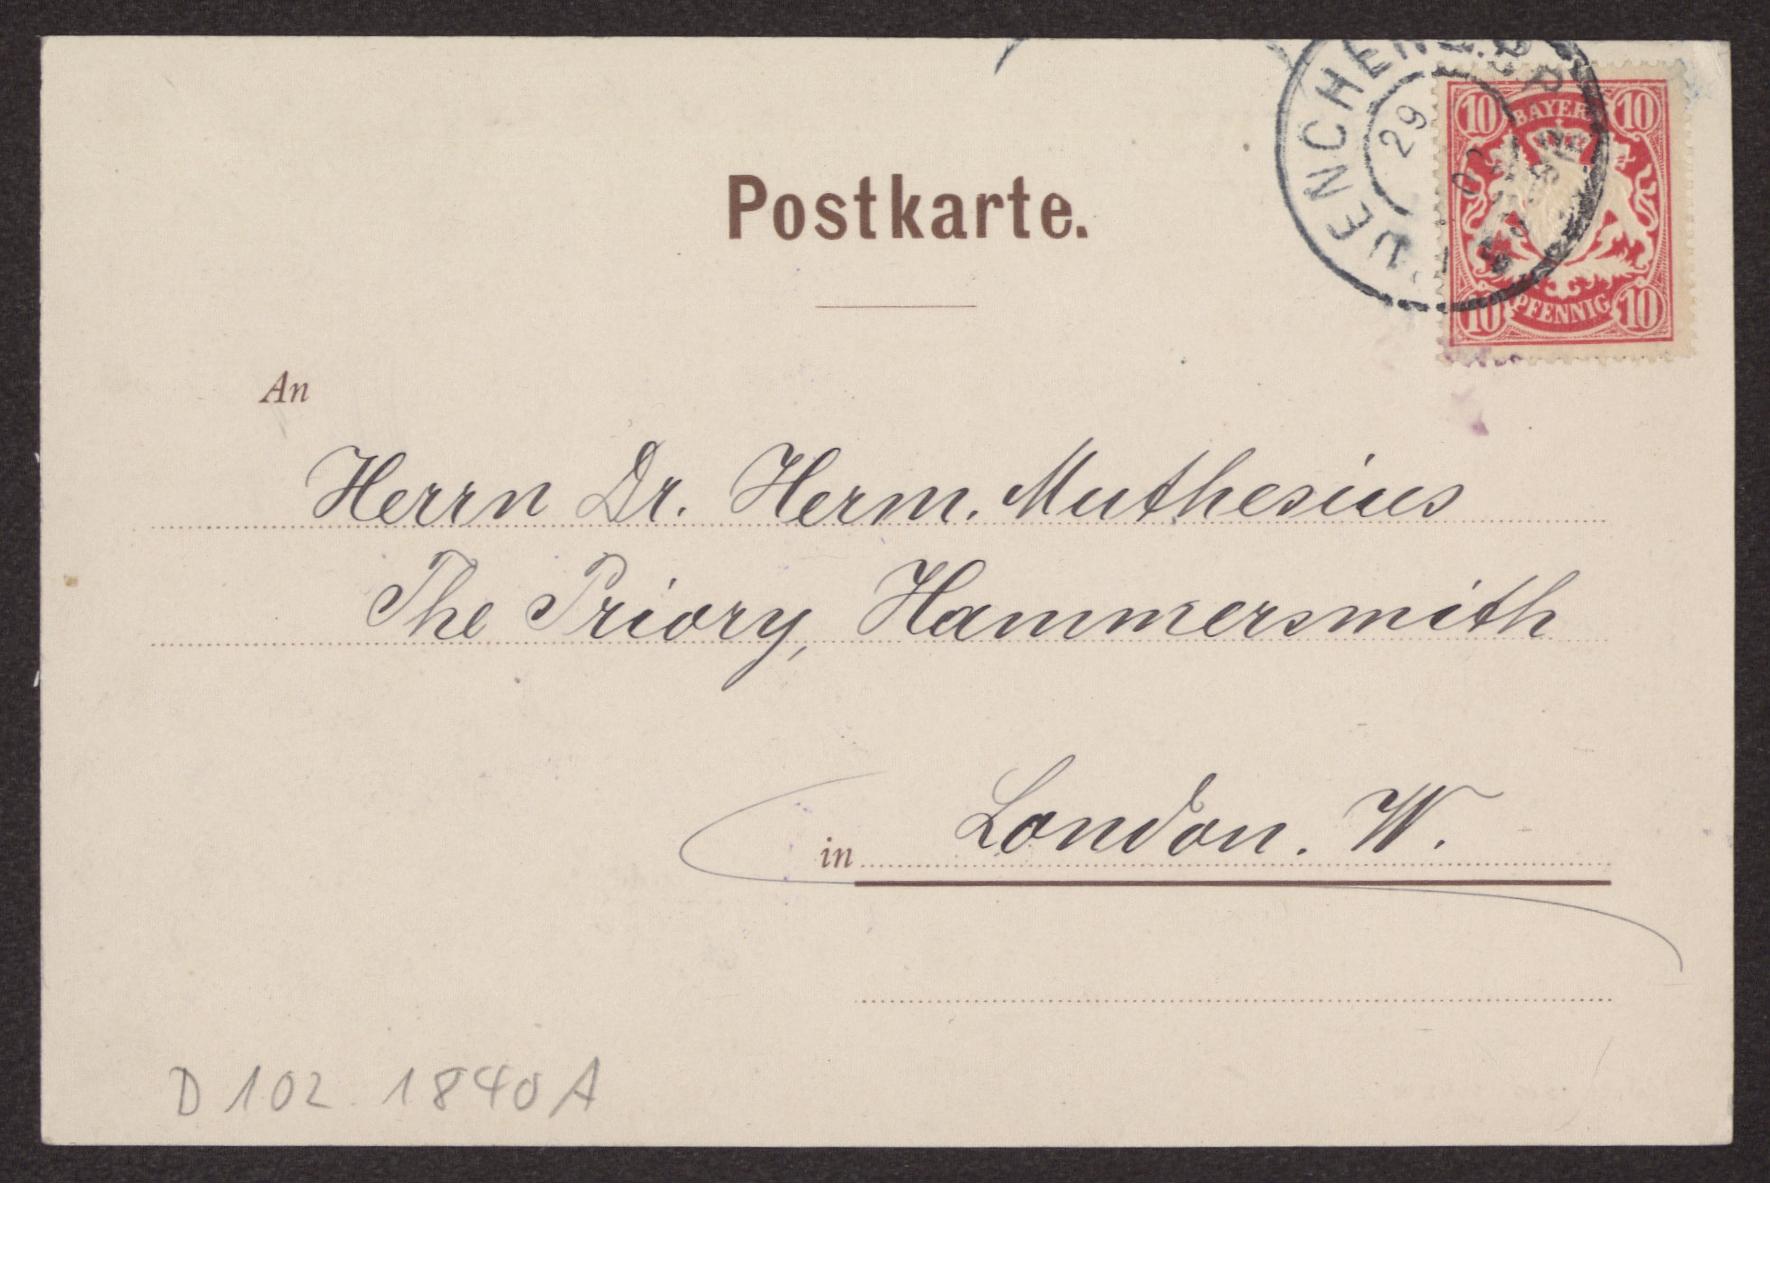 Postkarte.
UENCHEN
29
10 BAYERN 10
10 PFENNIG 10
An
Herrn Dr. Herm. Muthesius
The Priory, Hammersmith
in London. W.
D 102. 1840 A